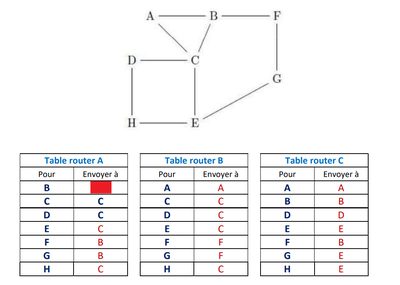 A B F
D C
G
H E
Table router A Table router B Table router C
Pour Envoyer à Pour Envoyer à Pour Envoyer à
B A A A A
C C C C B B
D C D C D D
E C E C E E
F B F F F B
G B G F G E
H C H C H E